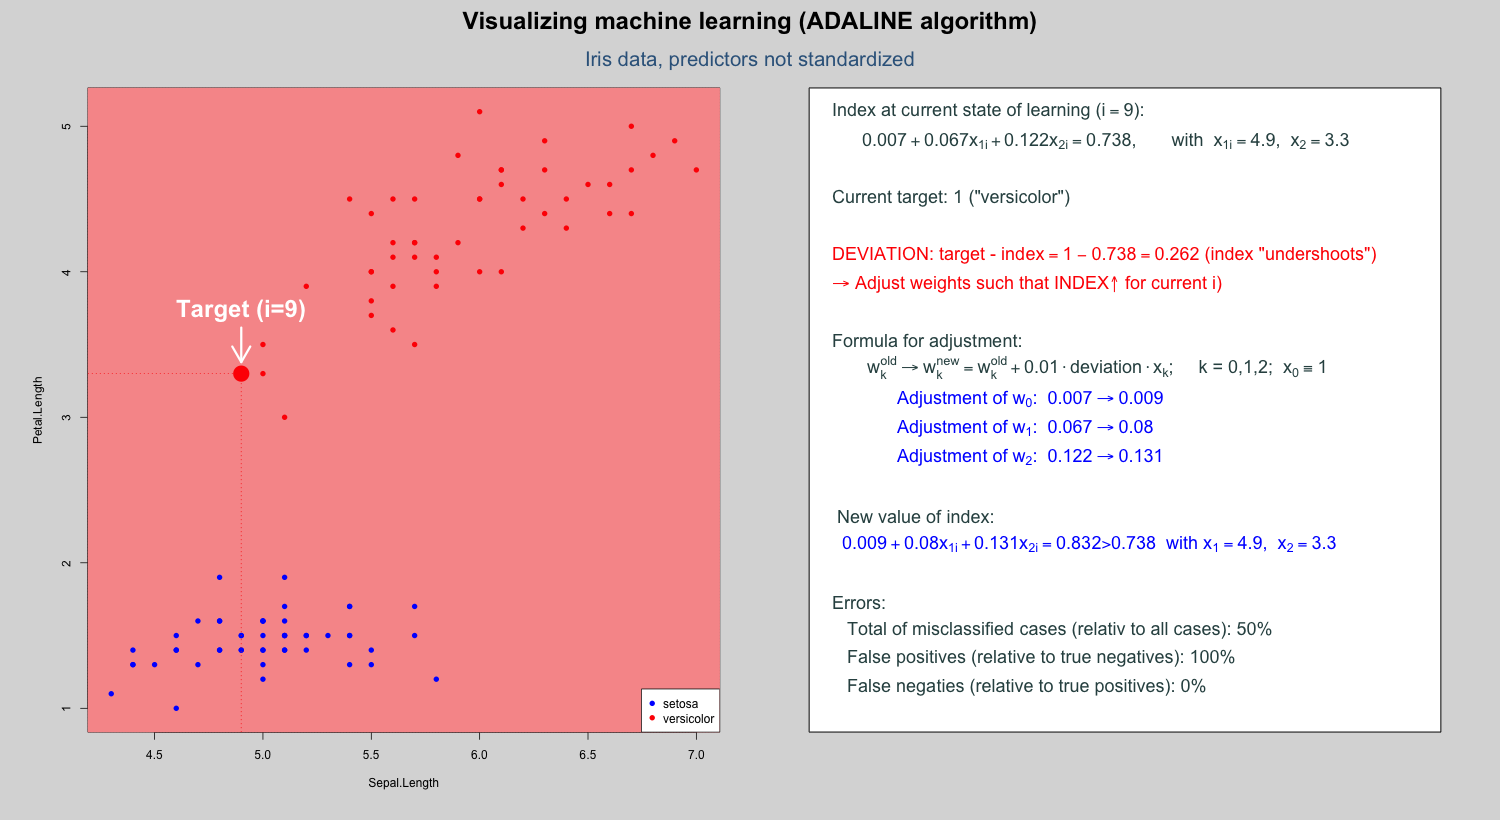 Visualizing machine learning (ADALINE algorithm)
Iris data, predictors not standardized
Petal.Length
5
4
3
2
1
Target (i=9)
setosa
versicolor
4.5 5.0 5.5 6.0 6.5 7.0
Sepal.Length
Index at current state of learning (i = 9):
0.007 + 0.067x1i + 0.122x2i = 0.738, with x1i = 4.9, x2 = 3.3
Current target: 1 ("versicolor")
DEVIATION: target - index = 1 − 0.738 = 0.262 (index "undershoots")
→ Adjust weights such that INDEX↑ for current i)
Formula for adjustment:
w_k^old → w_k^new = w_k^old + 0.01 · deviation · x_k; k = 0,1,2; x0 ≡ 1
Adjustment of w0: 0.007 → 0.009
Adjustment of w1: 0.067 → 0.08
Adjustment of w2: 0.122 → 0.131
New value of index:
0.009 + 0.08x1i + 0.131x2i = 0.832>0.738 with x1 = 4.9, x2 = 3.3
Errors:
Total of misclassified cases (relativ to all cases): 50%
False positives (relative to true negatives): 100%
False negaties (relative to true positives): 0%